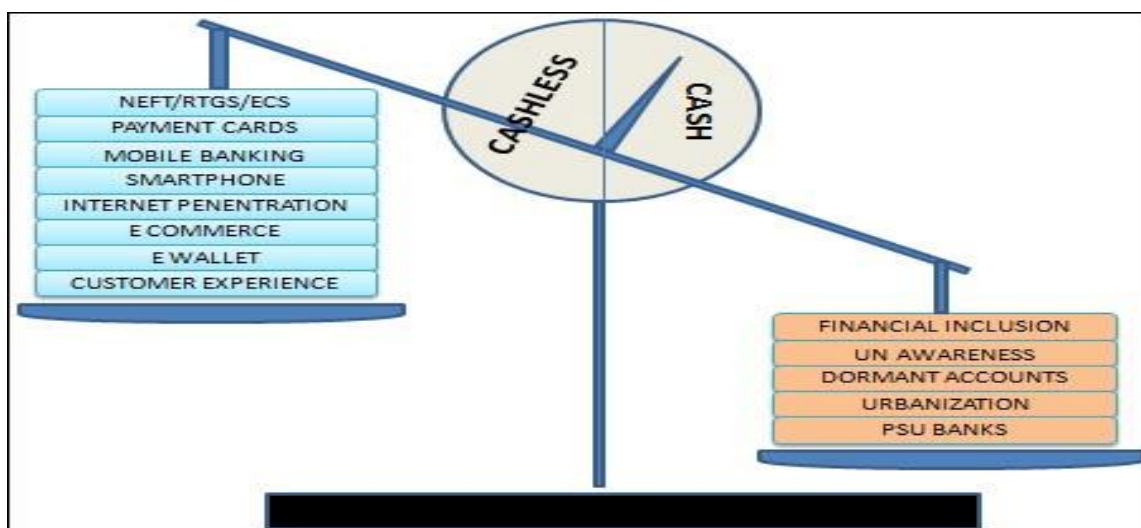 CASHLESS
CASH
NEFT/RTGS/ECS
PAYMENT CARDS
MOBILE BANKING
SMARTPHONE
INTERNET PENENTRATION
E COMMERCE
E WALLET
CUSTOMER EXPERIENCE
FINANCIAL INCLUSION
UN AWARENESS
DORMANT ACCOUNTS
URBANIZATION
PSU BANKS